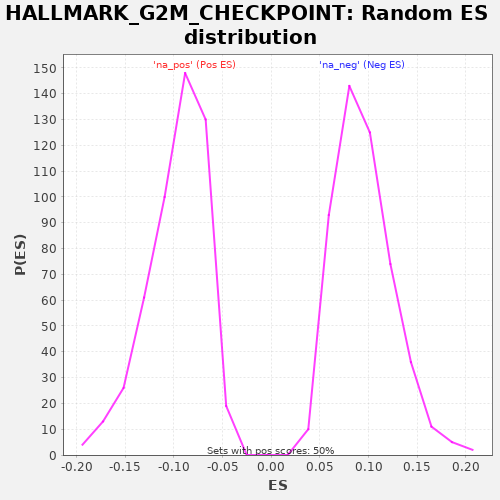 HALLMARK_G2M_CHECKPOINT: Random ES
distribution
'na_pos' (Pos ES)
'na_neg' (Neg ES)
150
140
130
120
110
100
90
80
70
60
50
40
30
20
10
0
P(ES)
Sets with pos scores: 50%
-0.20 -0.15 -0.10 -0.05 0.00 0.05 0.10 0.15 0.20
ES